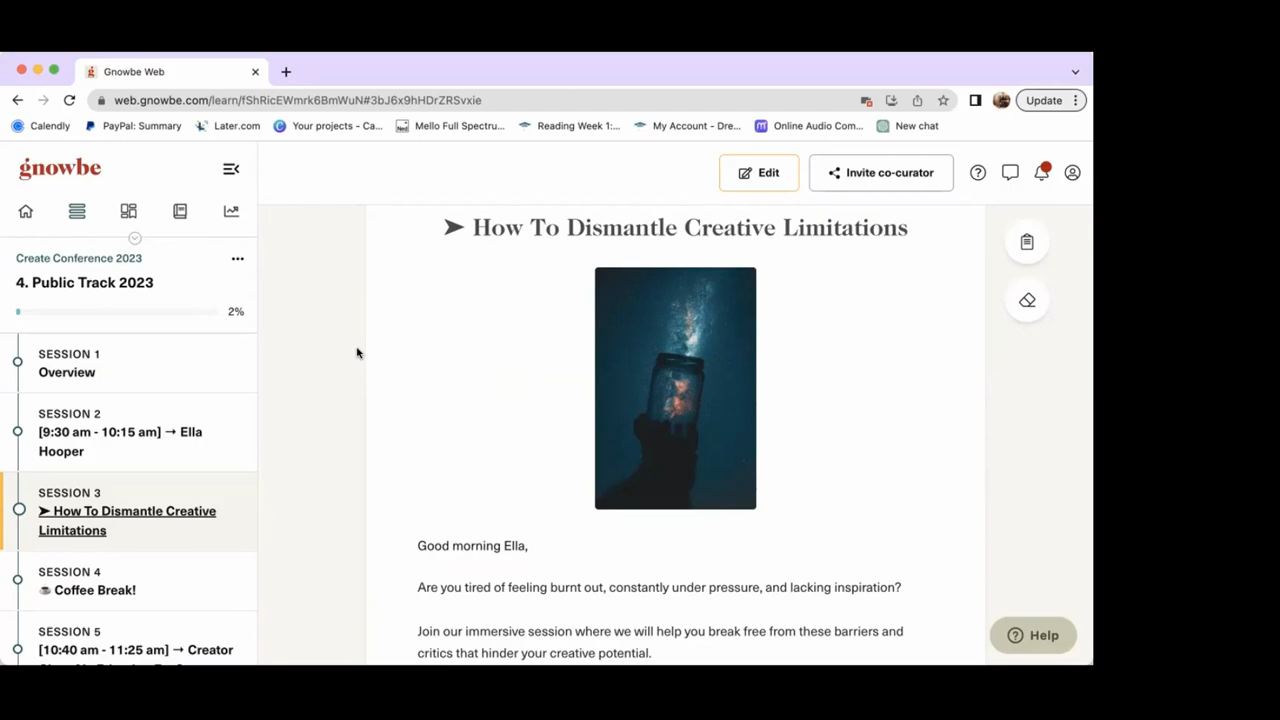 Gnowbe Web
web.gnowbe.com/learn/fShRicEWmrk6BmWuN#3bJ6x9hHDrZRSvxie
Update
Calendly
PayPal: Summary
Later.com
Your projects - Ca...
Mello Full Spectru...
Reading Week 1:...
My Account - Dre...
Online Audio Com...
New chat
gnowbe
Edit
Invite co-curator
Create Conference 2023
4. Public Track 2023
2%
SESSION 1
Overview
SESSION 2
[9:30 am - 10:15 am] → Ella
Hooper
SESSION 3
➤ How To Dismantle Creative
Limitations
SESSION 4
☕ Coffee Break!
SESSION 5
[10:40 am - 11:25 am] → Creator
➤ How To Dismantle Creative Limitations
Good morning Ella,
Are you tired of feeling burnt out, constantly under pressure, and lacking inspiration?
Join our immersive session where we will help you break free from these barriers and
critics that hinder your creative potential.
Help